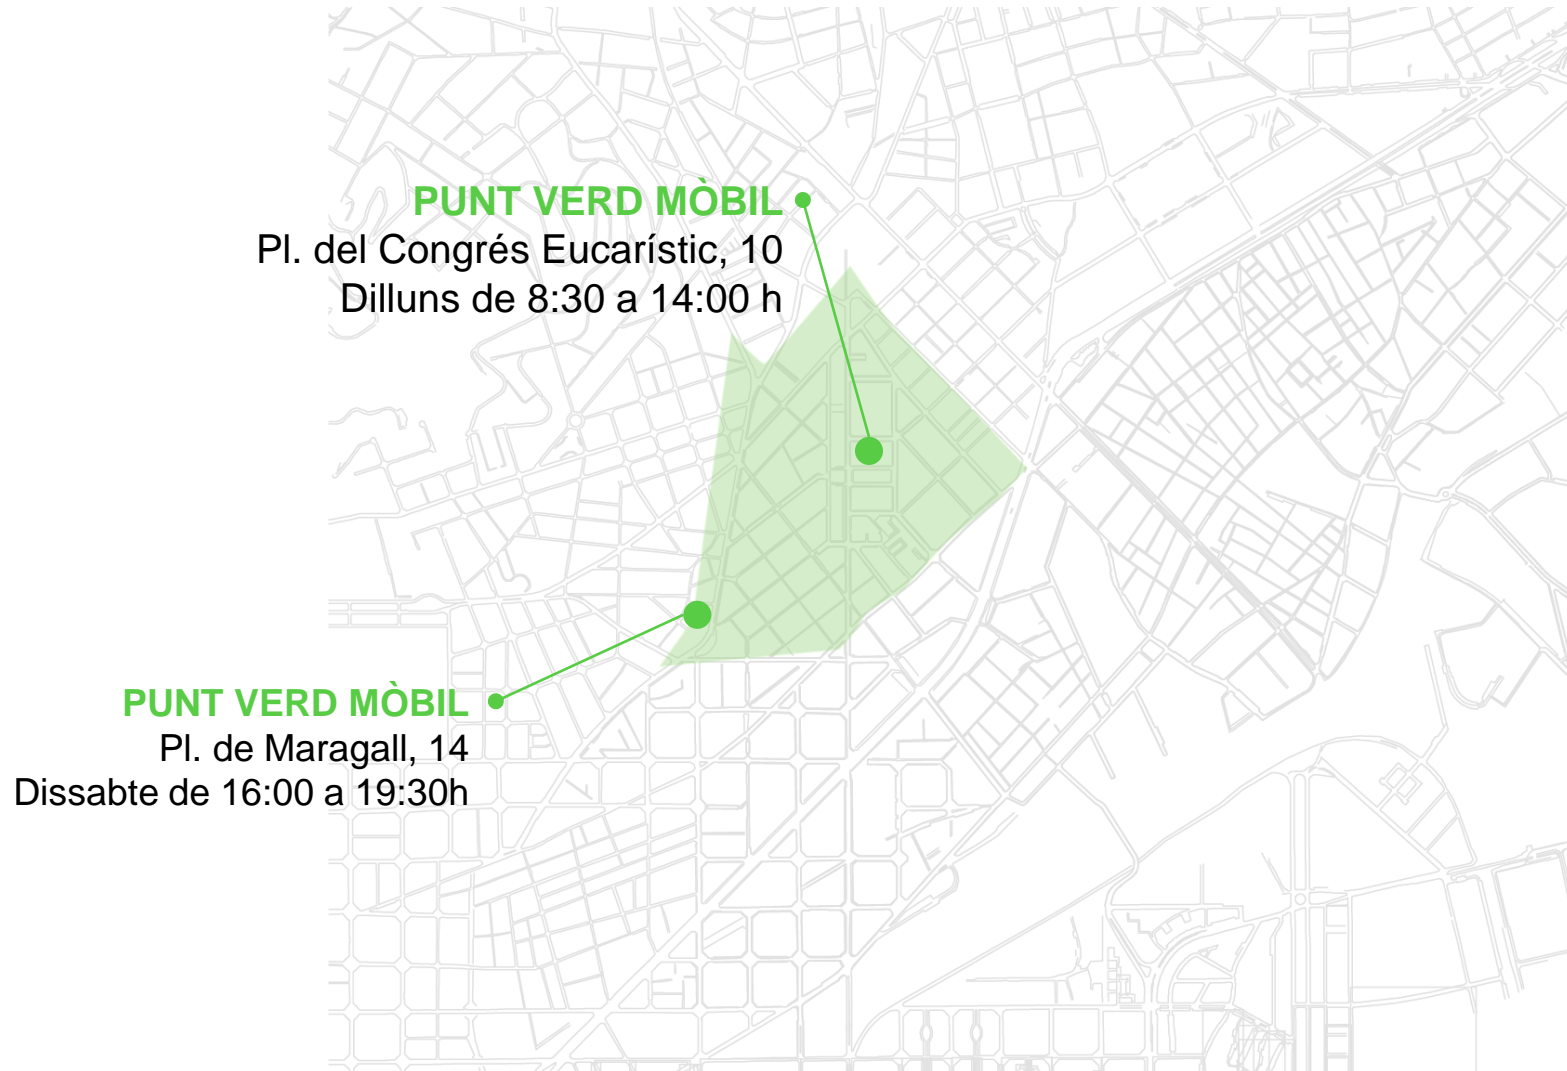 PUNT VERD MÒBIL
Pl. del Congrés Eucarístic, 10
Dilluns de 8:30 a 14:00 h
PUNT VERD MÒBIL
Pl. de Maragall, 14
Dissabte de 16:00 a 19:30h